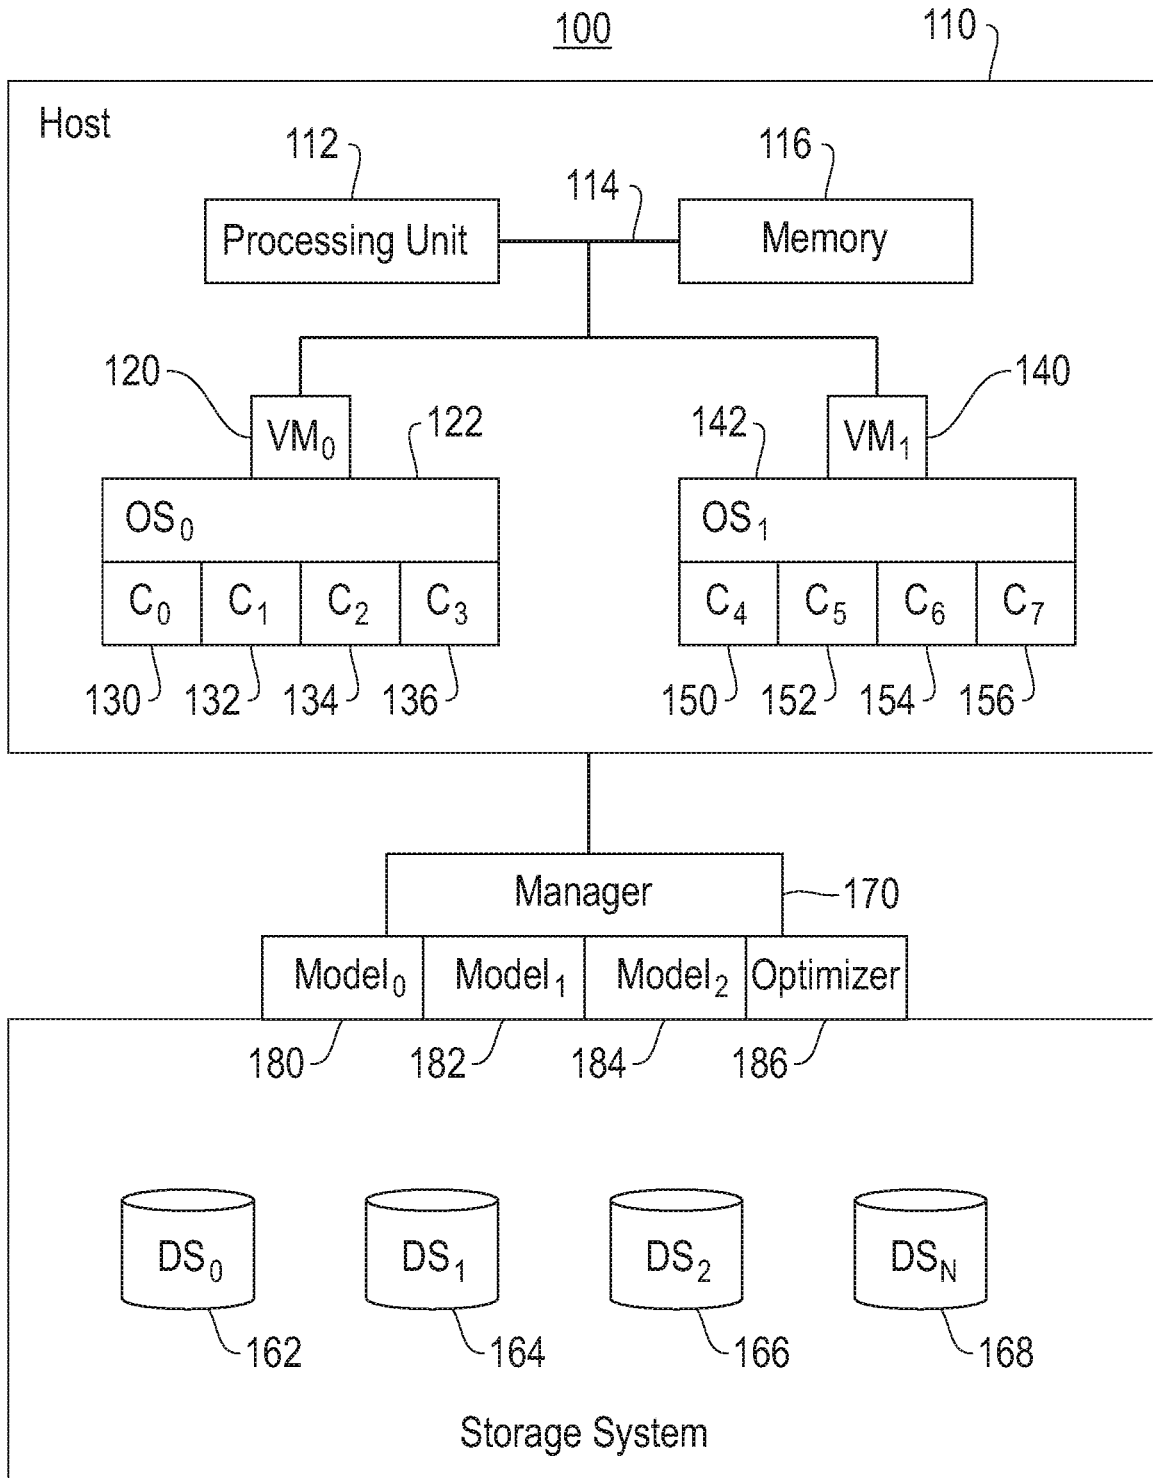 100
110
Host
112
116
114
Processing Unit
Memory
120
140
VM0
122
142
VM1
OS0
OS1
C0 C1 C2 C3
C4 C5 C6 C7
130 132 134 136
150 152 154 156
Manager
170
Model0 Model1 Model2 Optimizer
180 182 184 186
DS0 DS1 DS2 DSN
162 164 166 168
Storage System